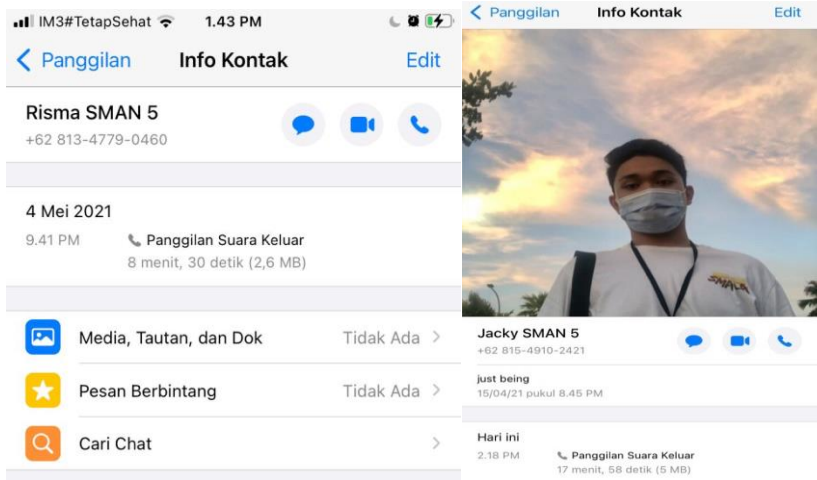 IM3#TetapSehat 1.43 PM
Panggilan Info Kontak Edit
Risma SMAN 5
+62 813-4779-0460
4 Mei 2021
9.41 PM Panggilan Suara Keluar
8 menit, 30 detik (2,6 MB)
Media, Tautan, dan Dok Tidak Ada
Pesan Berbintang Tidak Ada
Cari Chat
Panggilan Info Kontak Edit
SMALA
Jacky SMAN 5
+62 815-4910-2421
just being
15/04/21 pukul 8.45 PM
Hari ini
2.18 PM Panggilan Suara Keluar
17 menit, 58 detik (5 MB)